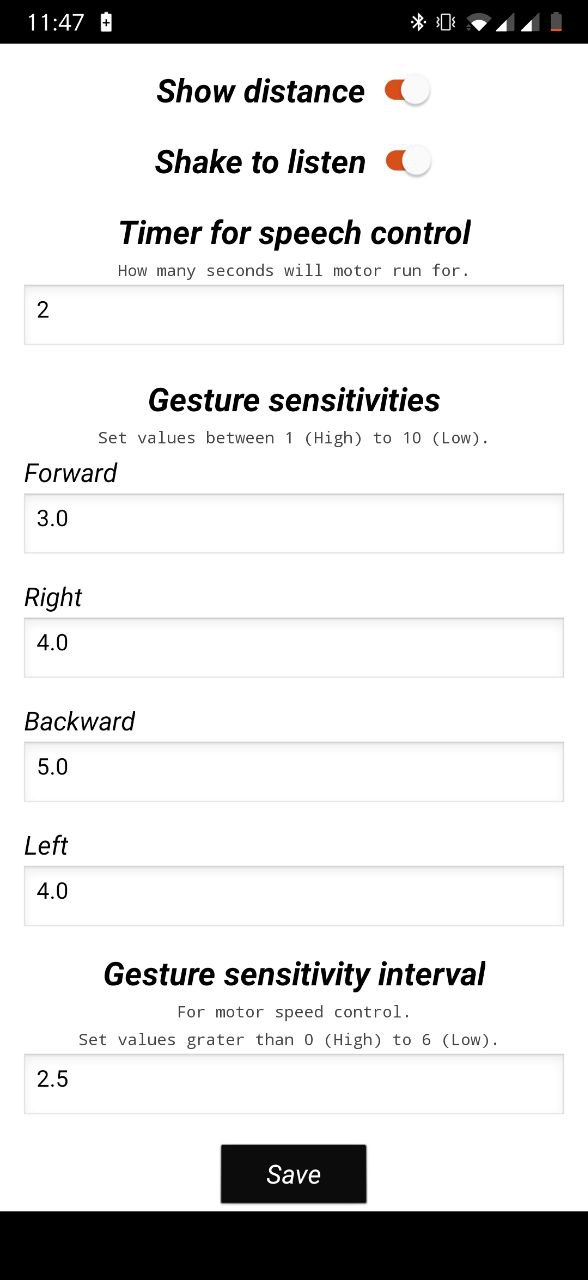 11:47
Show distance
Shake to listen
Timer for speech control
How many seconds will motor run for.
2
Gesture sensitivities
Set values between 1 (High) to 10 (Low).
Forward
3.0
Right
4.0
Backward
5.0
Left
4.0
Gesture sensitivity interval
For motor speed control.
Set values grater than 0 (High) to 6 (Low).
2.5
Save